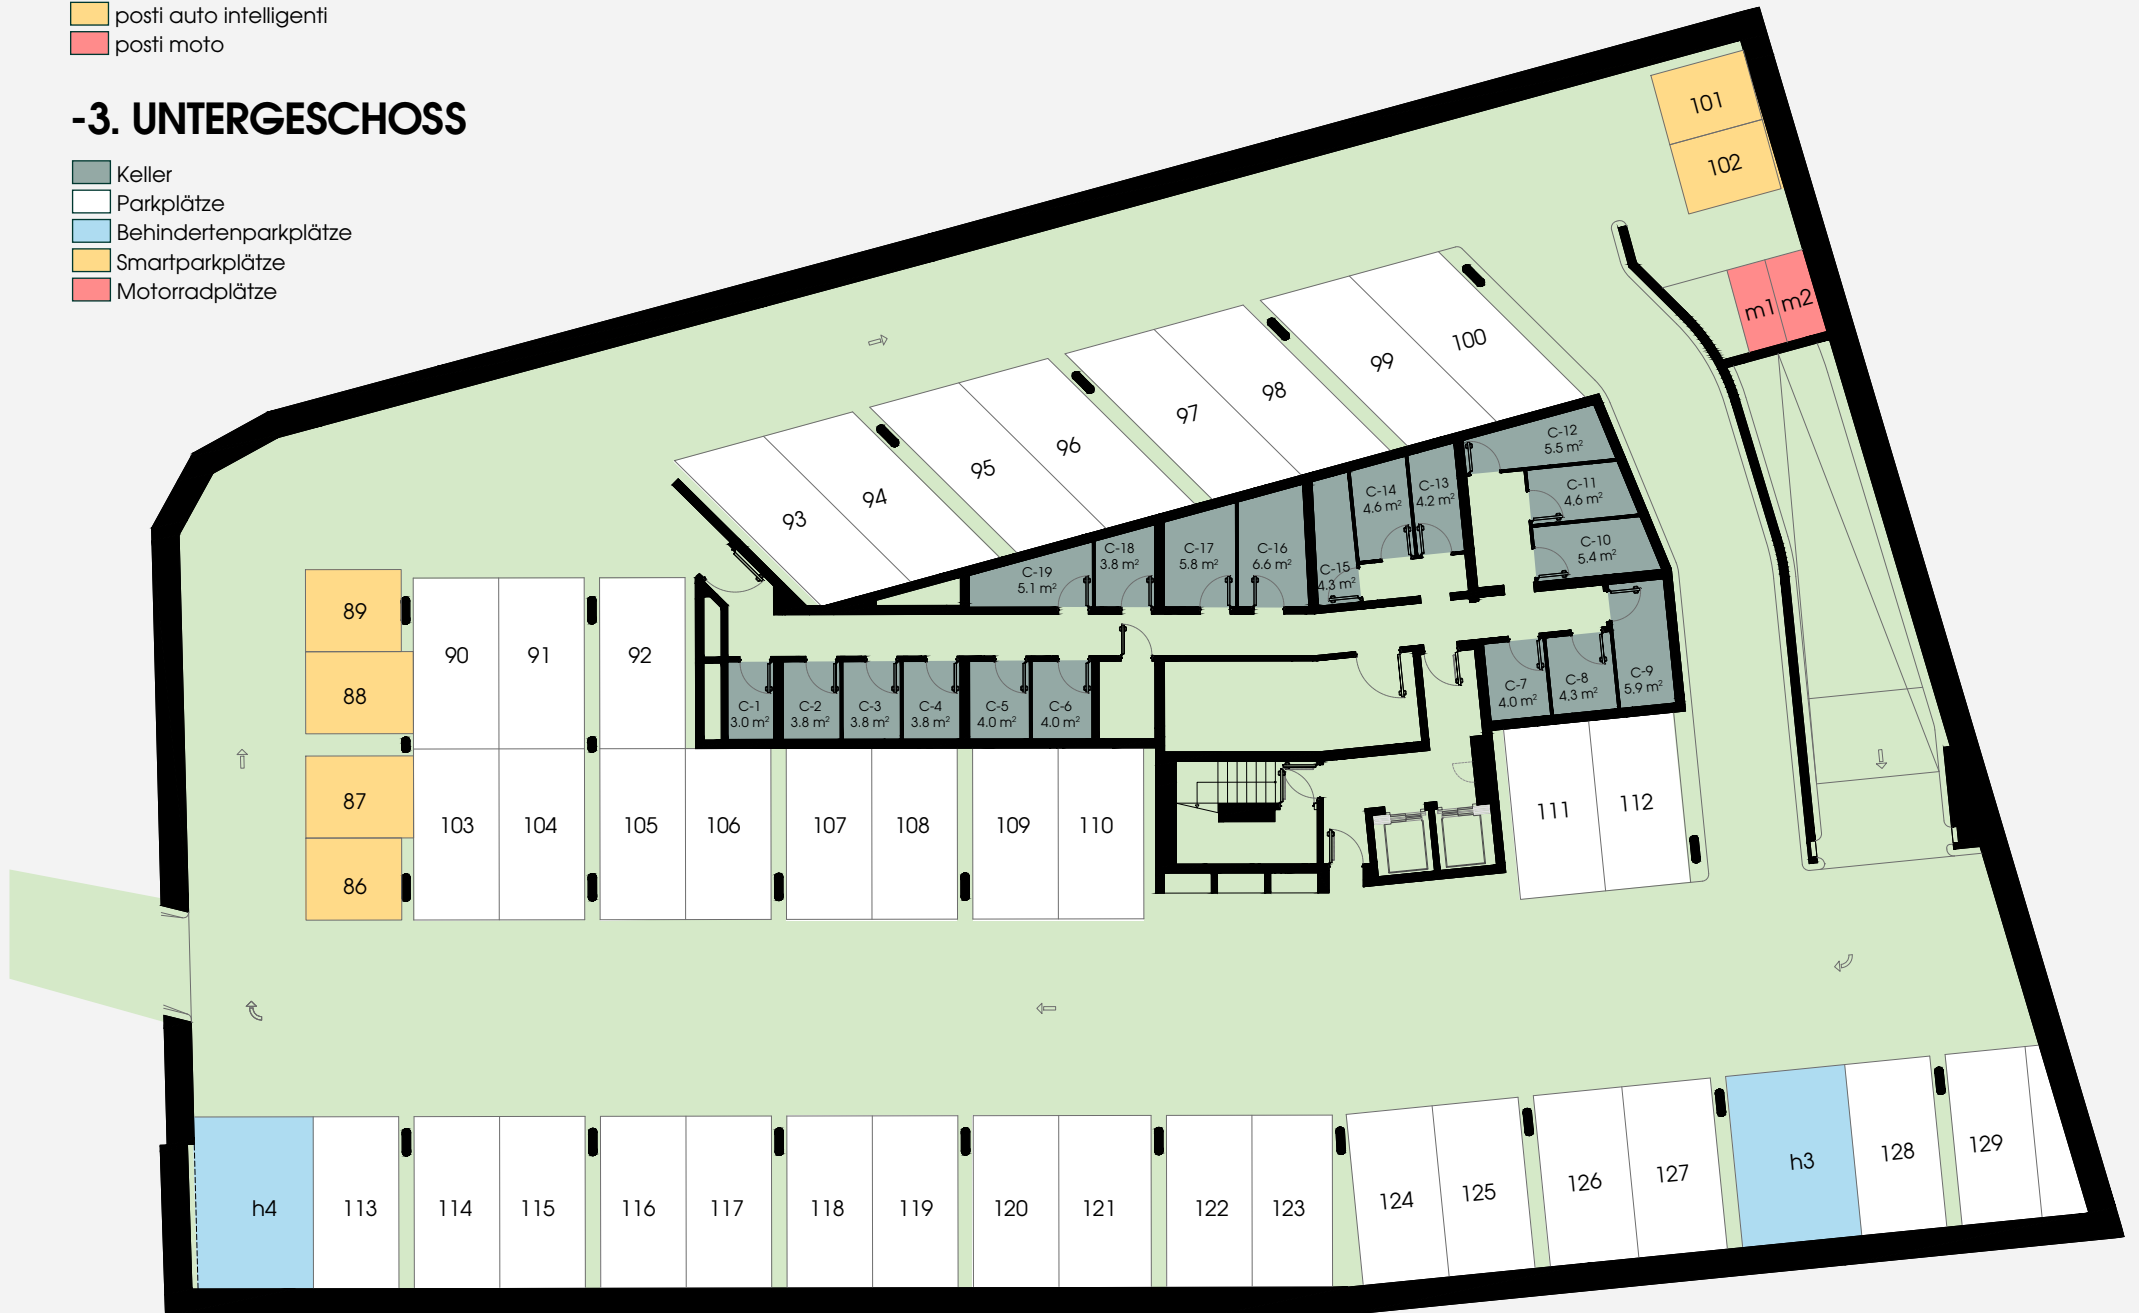 posti auto intelligenti
posti moto
-3. UNTERGESCHOSS
Keller
Parkplätze
Behindertenparkplätze
Smartparkplätze
Motorradplätze
101
102
m1
m2
100
99
98
97
96
95
94
93
C-12
5.5 m²
C-11
4.6 m²
C-10
5.4 m²
C-13
4.2 m²
C-14
4.6 m²
C-15
4.3 m²
C-16
6.6 m²
C-17
5.8 m²
C-18
3.8 m²
C-19
5.1 m²
89
88
90
91
92
C-1
3.0 m²
C-2
3.8 m²
C-3
3.8 m²
C-4
3.8 m²
C-5
4.0 m²
C-6
4.0 m²
C-7
4.0 m²
C-8
4.3 m²
C-9
5.9 m²
87
86
103
104
105
106
107
108
109
110
111
112
h4
113
114
115
116
117
118
119
120
121
122
123
124
125
126
127
h3
128
129